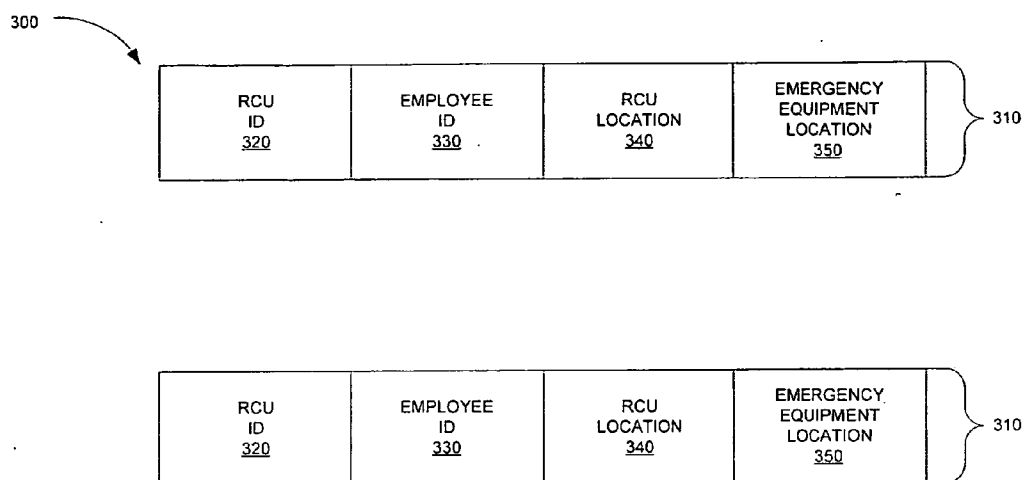 300
RCU
ID
320
EMPLOYEE
ID
330
RCU
LOCATION
340
EMERGENCY
EQUIPMENT
LOCATION
350
310
RCU
ID
320
EMPLOYEE
ID
330
RCU
LOCATION
340
EMERGENCY
EQUIPMENT
LOCATION
350
310